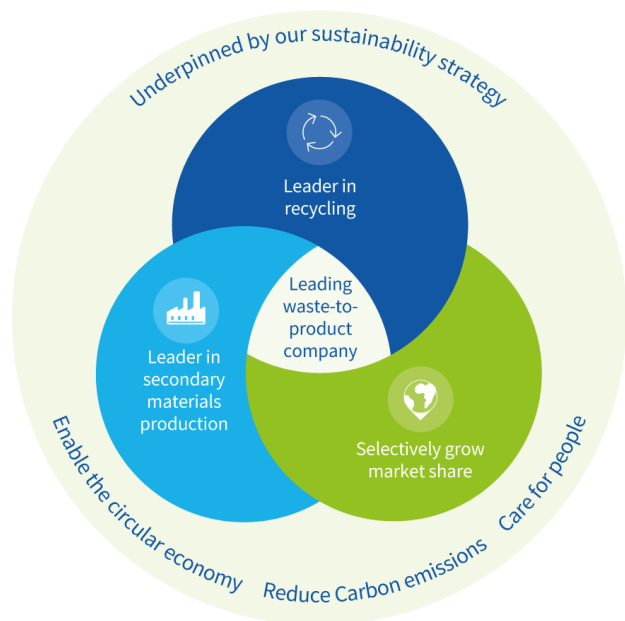 Underpinned by our sustainability strategy
Leader in
recycling
Leading
waste-to-
product
company
Leader in
secondary
materials
production
Selectively grow
market share
Enable the circular economy
Reduce Carbon emissions
Care for people